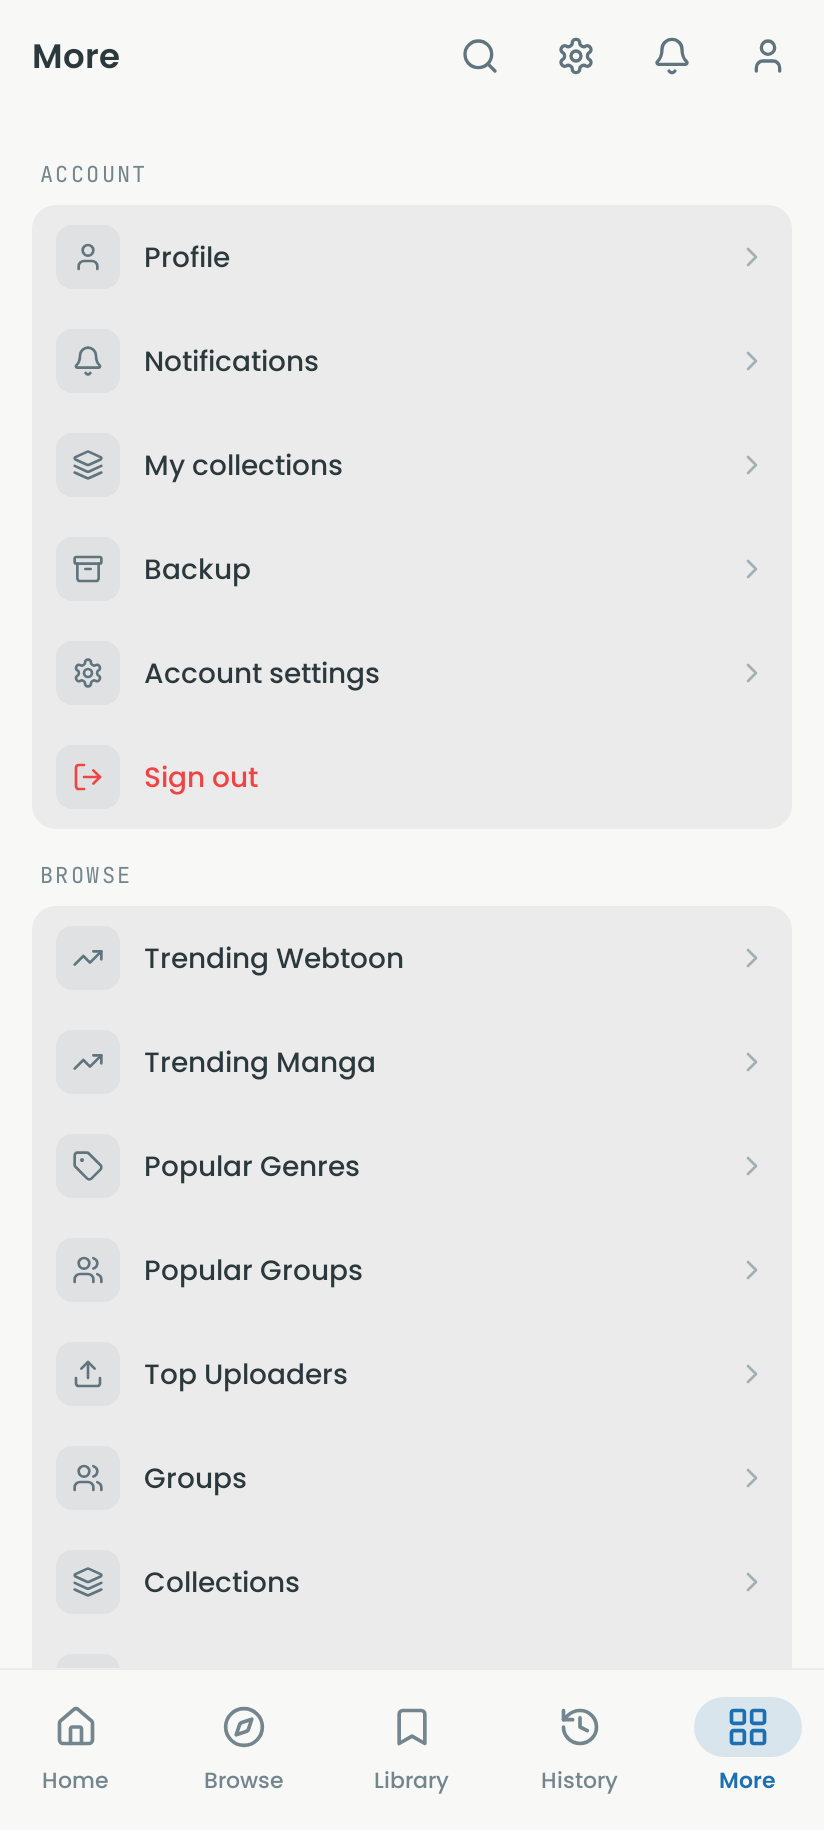 More
ACCOUNT
Profile
Notifications
My collections
Backup
Account settings
Sign out
BROWSE
Trending Webtoon
Trending Manga
Popular Genres
Popular Groups
Top Uploaders
Groups
Collections
Home
Browse
Library
History
More